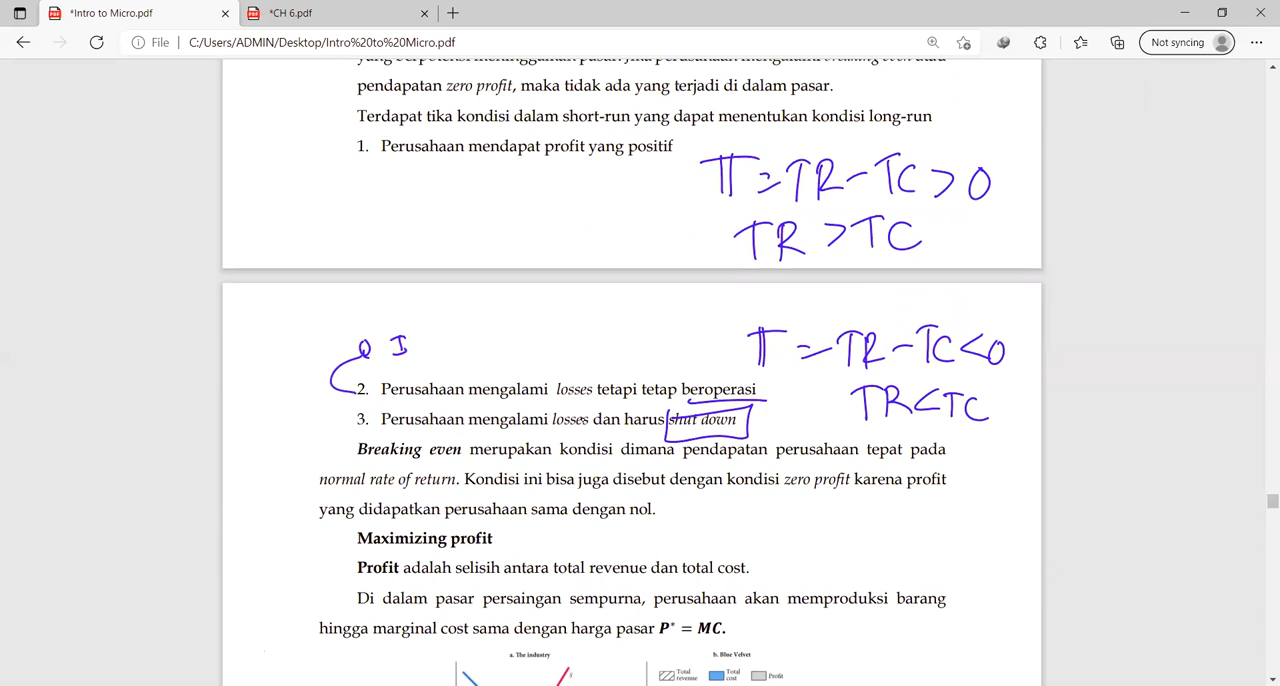 *Intro to Micro.pdf
*CH 6.pdf
File
C:/Users/ADMIN/Desktop/Intro%20to%20Micro.pdf
Not syncing
pendapatan zero profit, maka tidak ada yang terjadi di dalam pasar.
Terdapat tika kondisi dalam short-run yang dapat menentukan kondisi long-run
1. Perusahaan mendapat profit yang positif
π = TR - TC > 0
TR > TC
π = TR - TC < 0
TR < TC
2. Perusahaan mengalami losses tetapi tetap beroperasi
3. Perusahaan mengalami losses dan harus shut down
Breaking even merupakan kondisi dimana pendapatan perusahaan tepat pada
normal rate of return. Kondisi ini bisa juga disebut dengan kondisi zero profit karena profit
yang didapatkan perusahaan sama dengan nol.
Maximizing profit
Profit adalah selisih antara total revenue dan total cost.
Di dalam pasar persaingan sempurna, perusahaan akan memproduksi barang
hingga marginal cost sama dengan harga pasar P* = MC.
a. The industry
b. Blue Velvet
Total revenue
Total cost
Profit